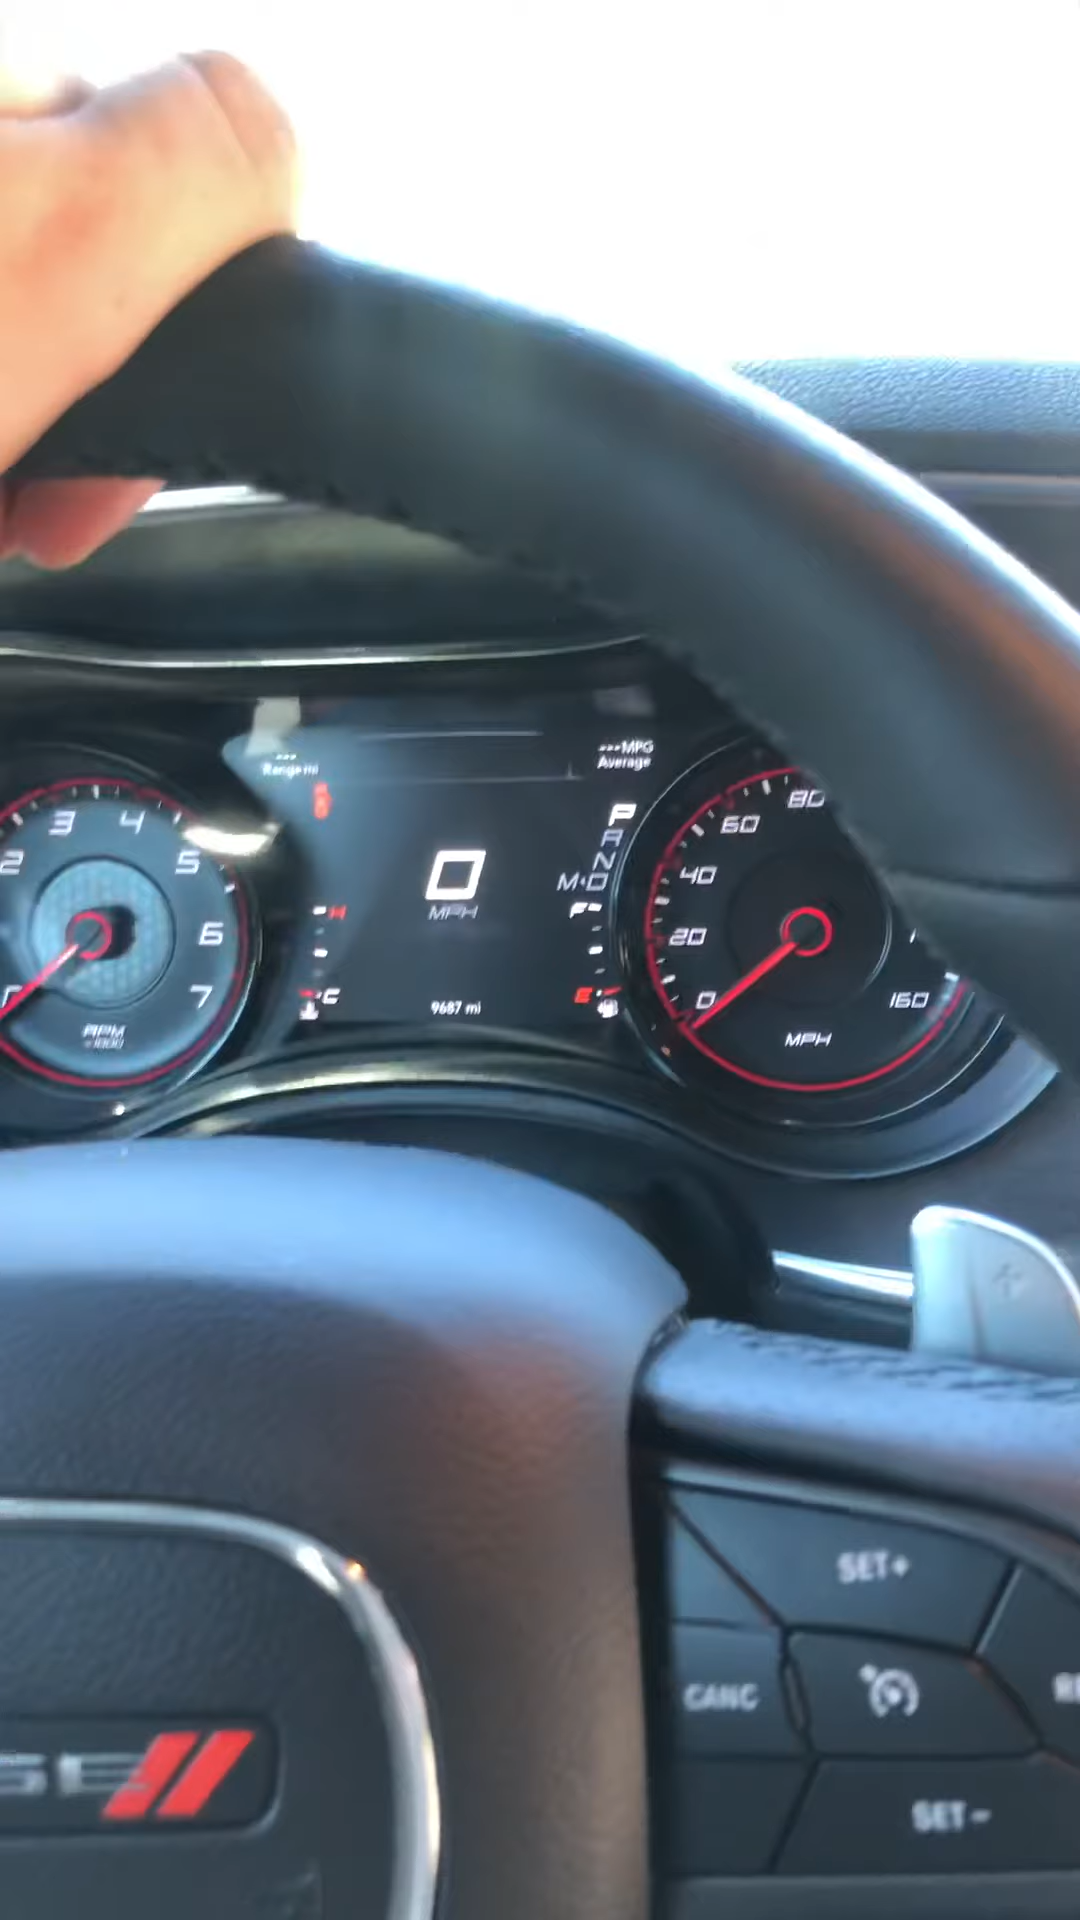 ---
Range mi
---MPG
Average
P
R
N
M·D
0
MPH
H
C
F
E
9687 mi
2
3
4
5
6
7
RPM
x1000
0
20
40
60
80
160
MPH
+
SET+
CANC
SET-